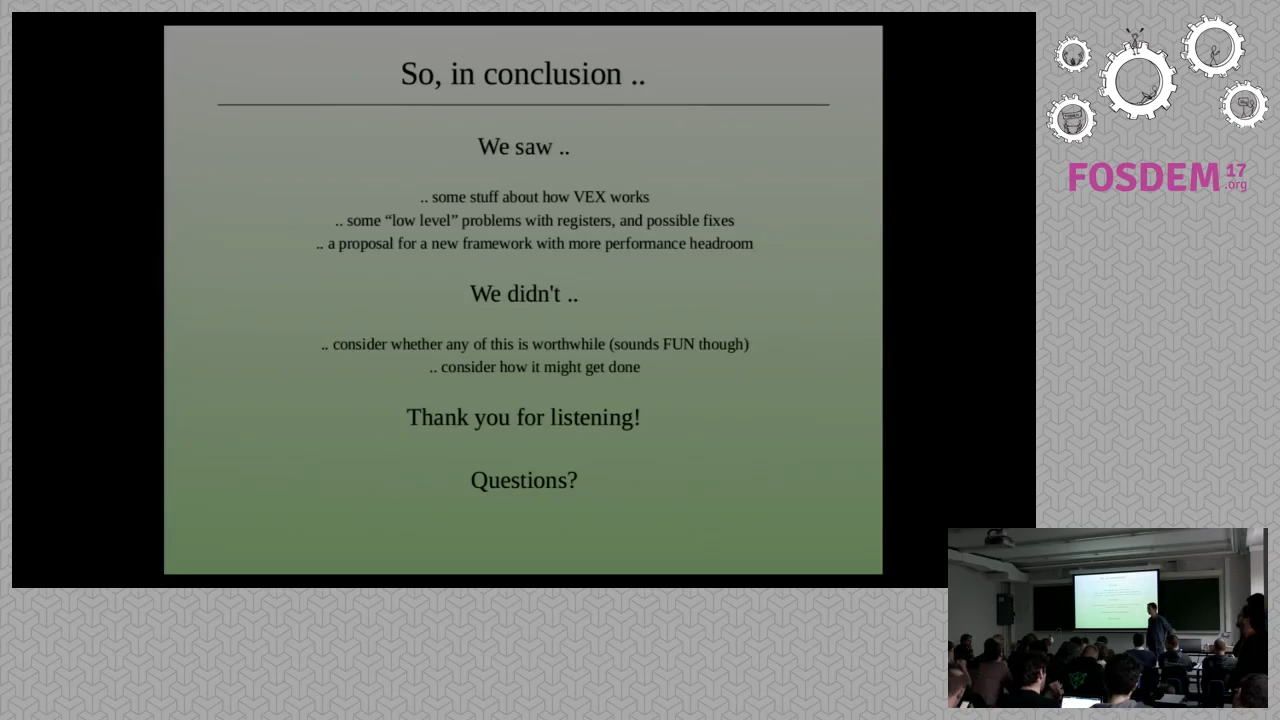 So, in conclusion ..
We saw ..
.. some stuff about how VEX works
.. some “low level” problems with registers, and possible fixes
.. a proposal for a new framework with more performance headroom
We didn't ..
.. consider whether any of this is worthwhile (sounds FUN though)
.. consider how it might get done
Thank you for listening!
Questions?
FOSDEM 17
.org